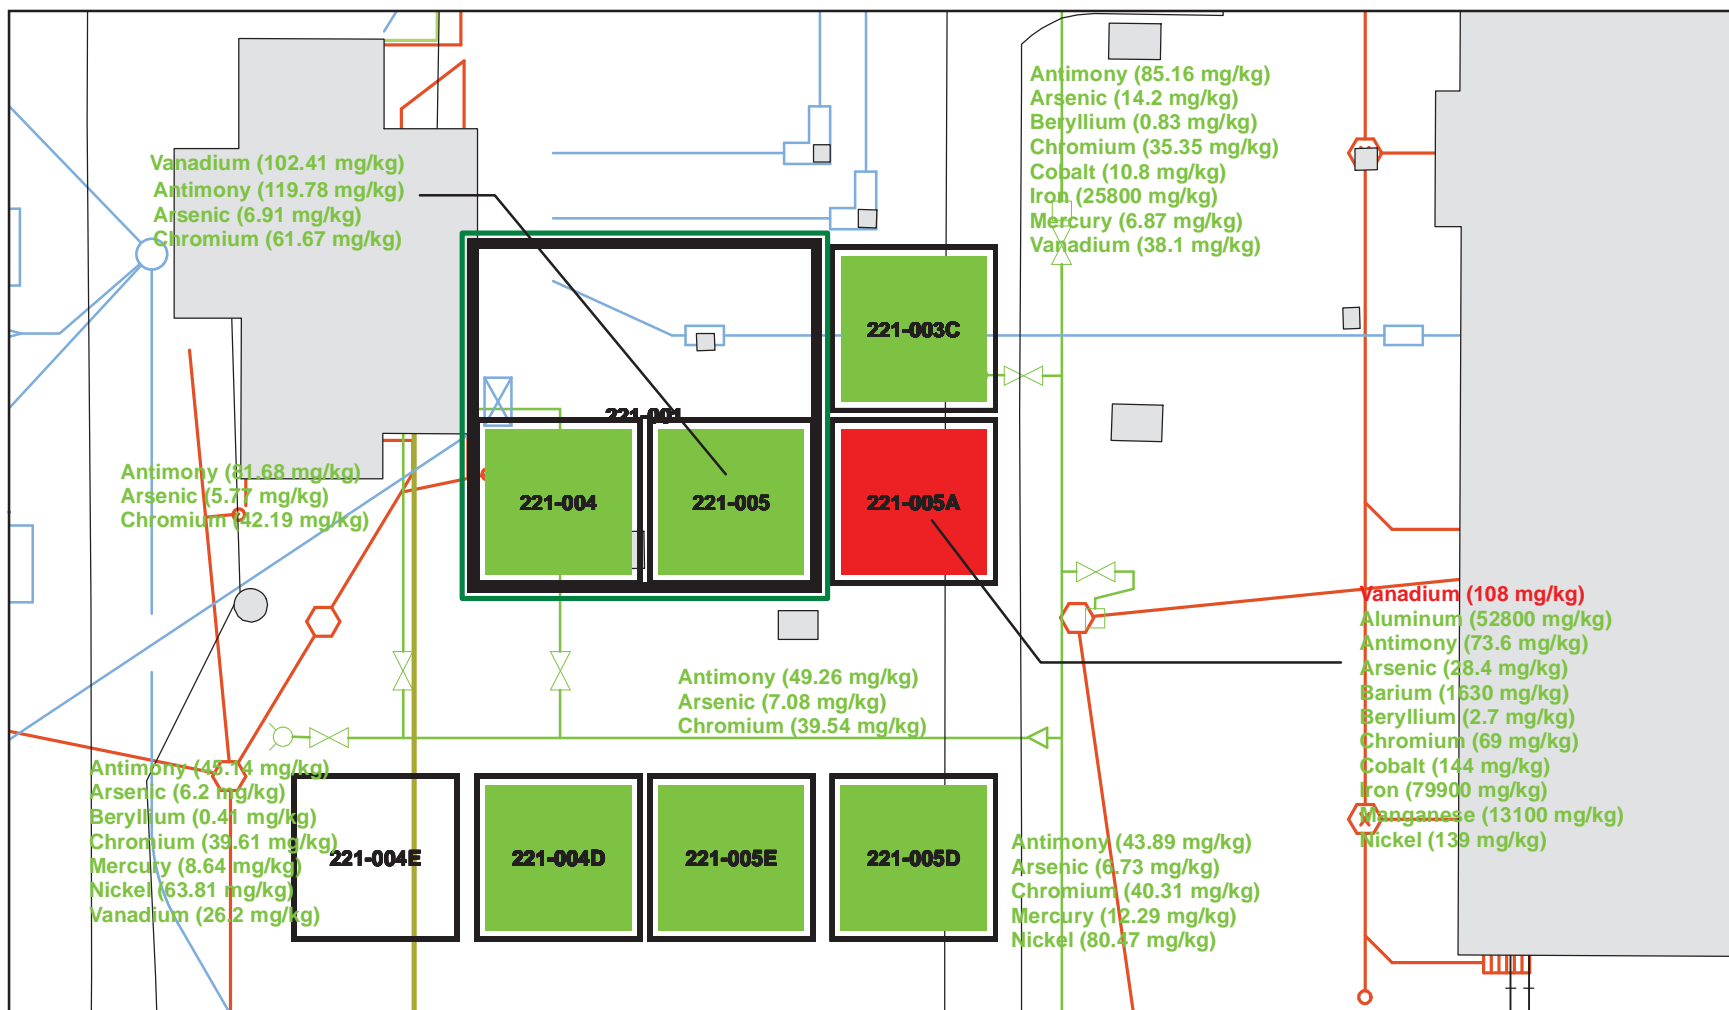 Vanadium (102.41 mg/kg)
Antimony (119.78 mg/kg)
Arsenic (6.91 mg/kg)
Chromium (61.67 mg/kg)
Antimony (85.16 mg/kg)
Arsenic (14.2 mg/kg)
Beryllium (0.83 mg/kg)
Chromium (35.35 mg/kg)
Cobalt (10.8 mg/kg)
Iron (25800 mg/kg)
Mercury (6.87 mg/kg)
Vanadium (38.1 mg/kg)
221-003C
221-001
Antimony (81.68 mg/kg)
Arsenic (5.77 mg/kg)
Chromium (42.19 mg/kg)
221-004
221-005
221-005A
Vanadium (108 mg/kg)
Aluminum (52800 mg/kg)
Antimony (73.6 mg/kg)
Arsenic (28.4 mg/kg)
Barium (1630 mg/kg)
Beryllium (2.7 mg/kg)
Chromium (69 mg/kg)
Cobalt (144 mg/kg)
Iron (79900 mg/kg)
Manganese (13100 mg/kg)
Nickel (139 mg/kg)
Antimony (49.26 mg/kg)
Arsenic (7.08 mg/kg)
Chromium (39.54 mg/kg)
Antimony (45.14 mg/kg)
Arsenic (6.2 mg/kg)
Beryllium (0.41 mg/kg)
Chromium (39.61 mg/kg)
Mercury (8.64 mg/kg)
Nickel (63.81 mg/kg)
Vanadium (26.2 mg/kg)
221-004E
221-004D
221-005E
221-005D
Antimony (43.89 mg/kg)
Arsenic (6.73 mg/kg)
Chromium (40.31 mg/kg)
Mercury (12.29 mg/kg)
Nickel (80.47 mg/kg)